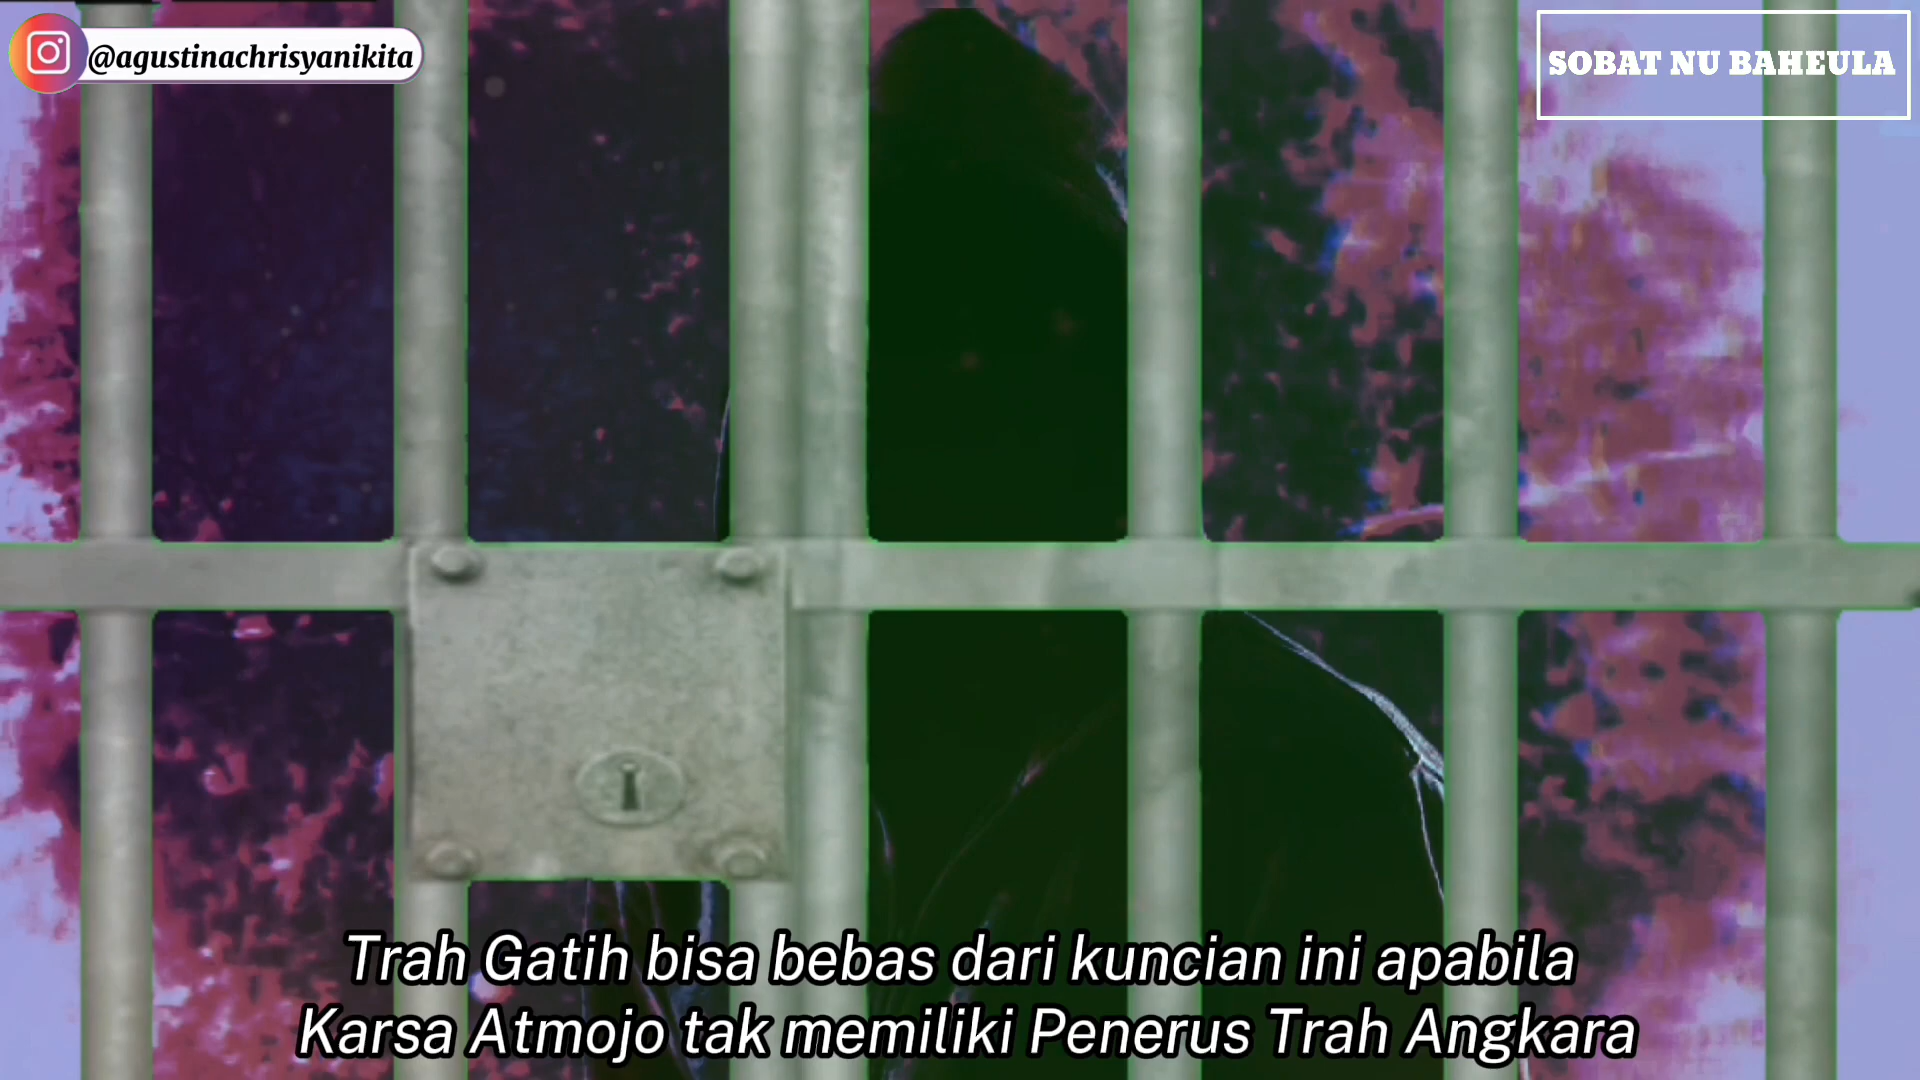 @agustinachrisyanikita
SOBAT NU BAHEULA
Trah Gatih bisa bebas dari kuncian ini apabila
Karsa Atmojo tak memiliki Penerus Trah Angkara